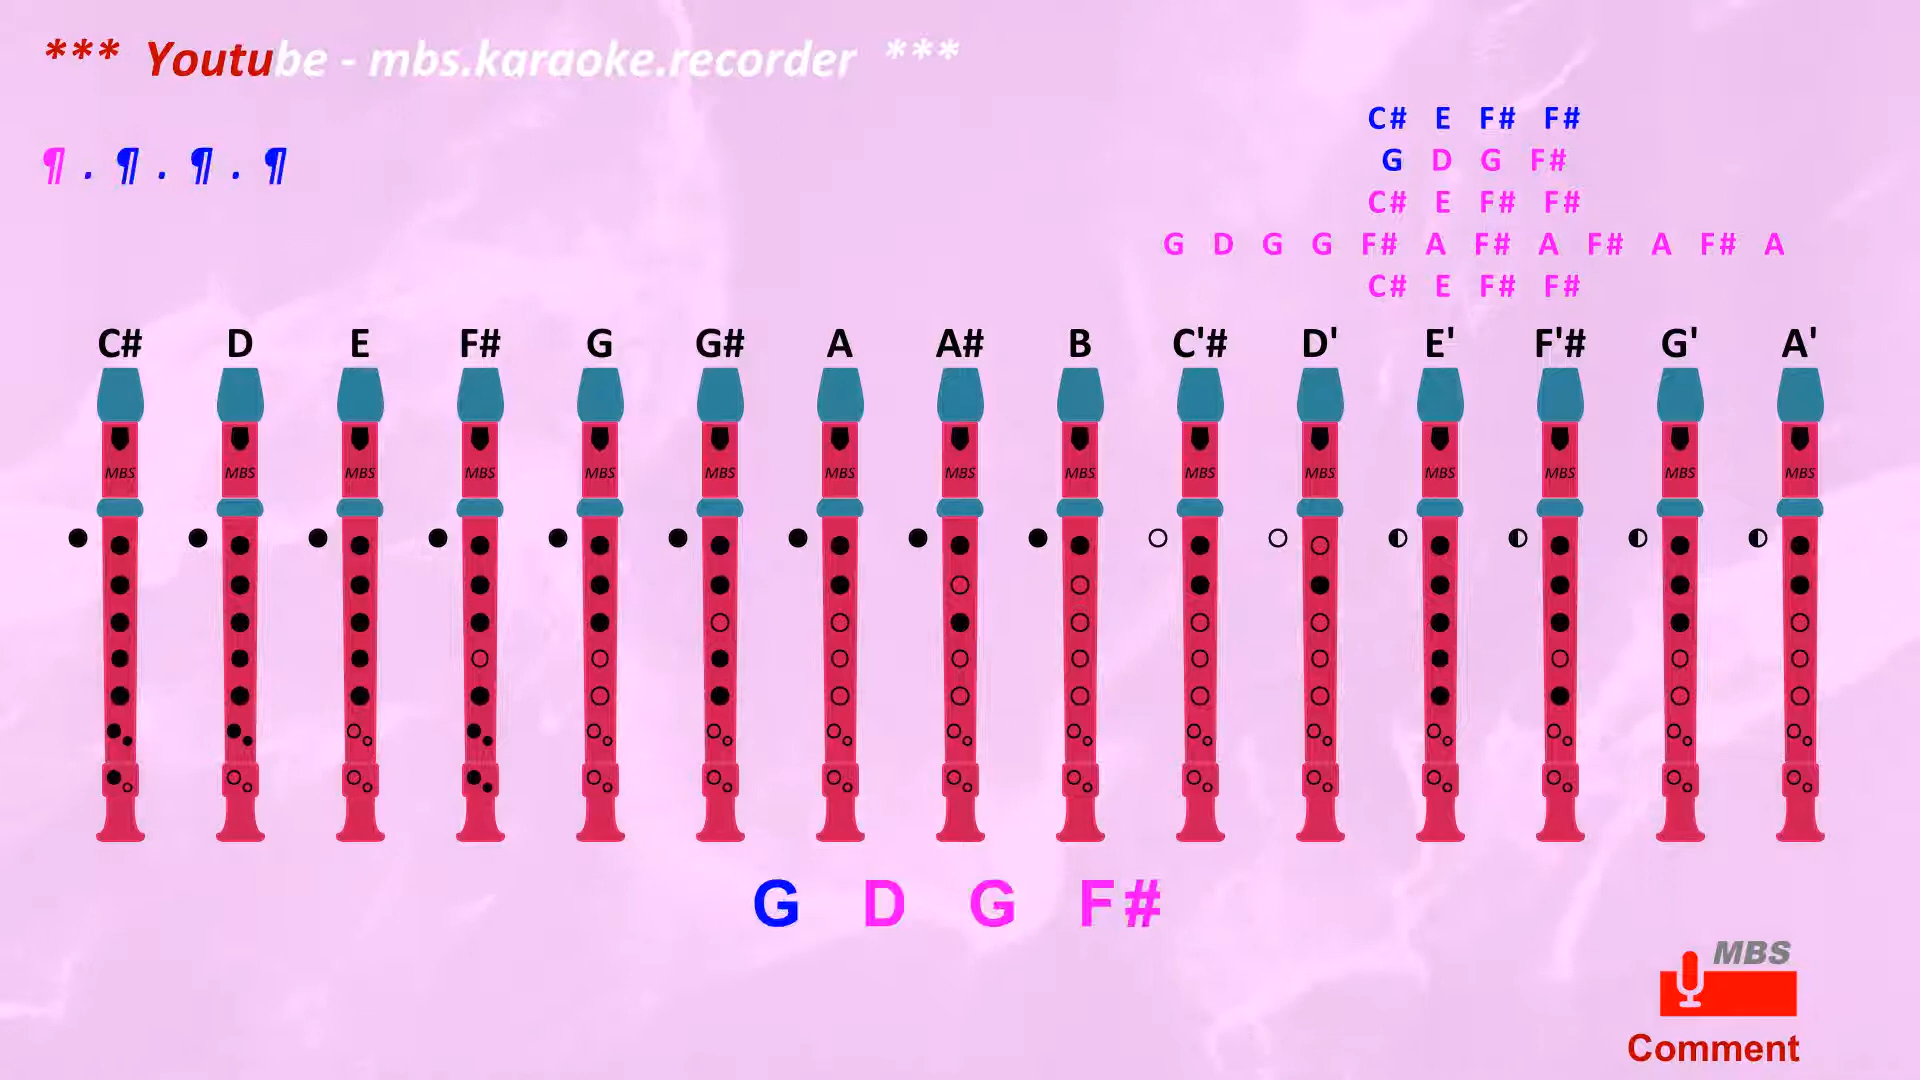 *** Youtube - mbs.karaoke.recorder ***
¶ . ¶ . ¶ . ¶
C# E F# F#
G D G F#
C# E F# F#
G D G G F# A F# A F# A F# A
C# E F# F#
C# D E F# G G# A A# B C'# D' E' F'# G' A'
MBS MBS MBS MBS MBS MBS MBS MBS MBS MBS MBS MBS MBS MBS MBS
G D G F#
MBS
Comment